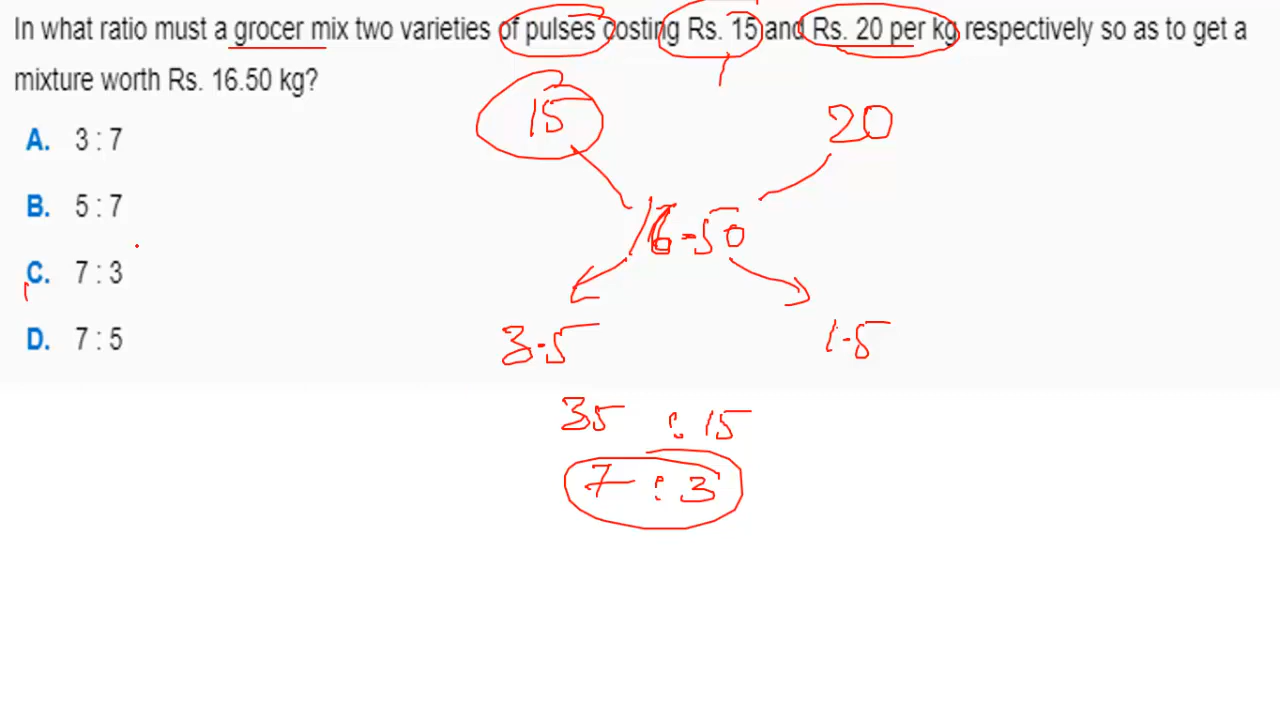 In what ratio must a grocer mix two varieties of pulses costing Rs. 15 and Rs. 20 per kg respectively so as to get a
mixture worth Rs. 16.50 kg?
15 20
A. 3 : 7
B. 5 : 7
16-50
C. 7 : 3
D. 7 : 5
3.5 1.5
35 : 15
7 : 3